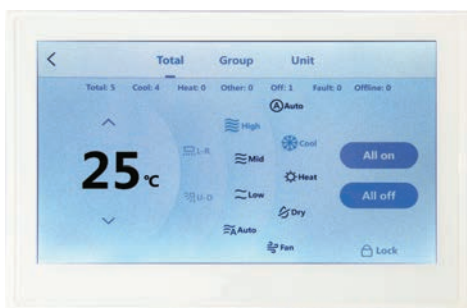 Total Group Unit
Total: 5 Cool: 4 Heat: 0 Other: 0 Off: 1 Fault: 0 Offline: 0
A Auto
High
Cool
L-R
Mid
All on
25°C
Heat
Low
All off
U-D
Dry
A Auto
Fan
Lock